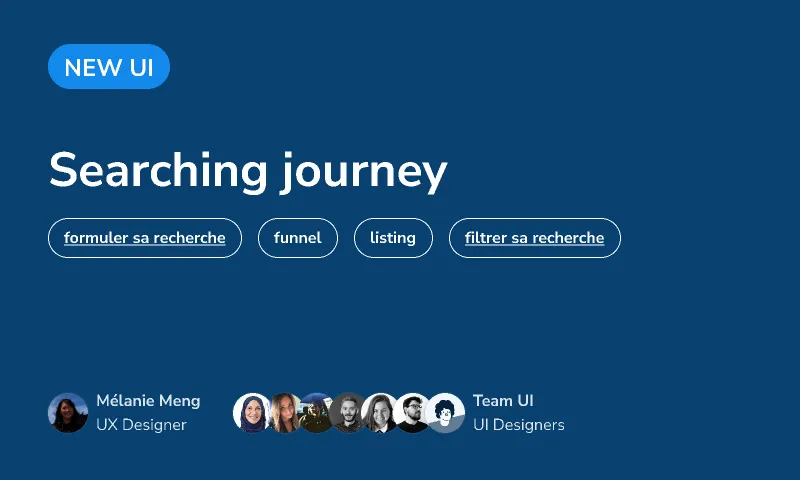 NEW UI
Searching journey
formuler sa recherche funnel listing filtrer sa recherche
Mélanie Meng Team UI
UX Designer UI Designers